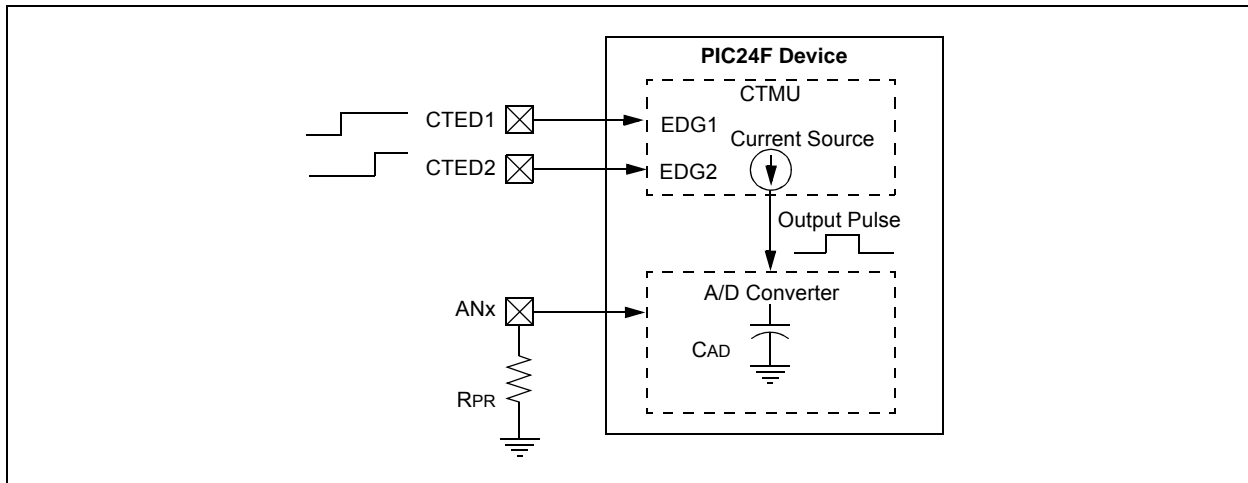 PIC24F Device
CTMU
CTED1
EDG1
Current Source
CTED2
EDG2
Output Pulse
A/D Converter
ANx
CAD
RPR